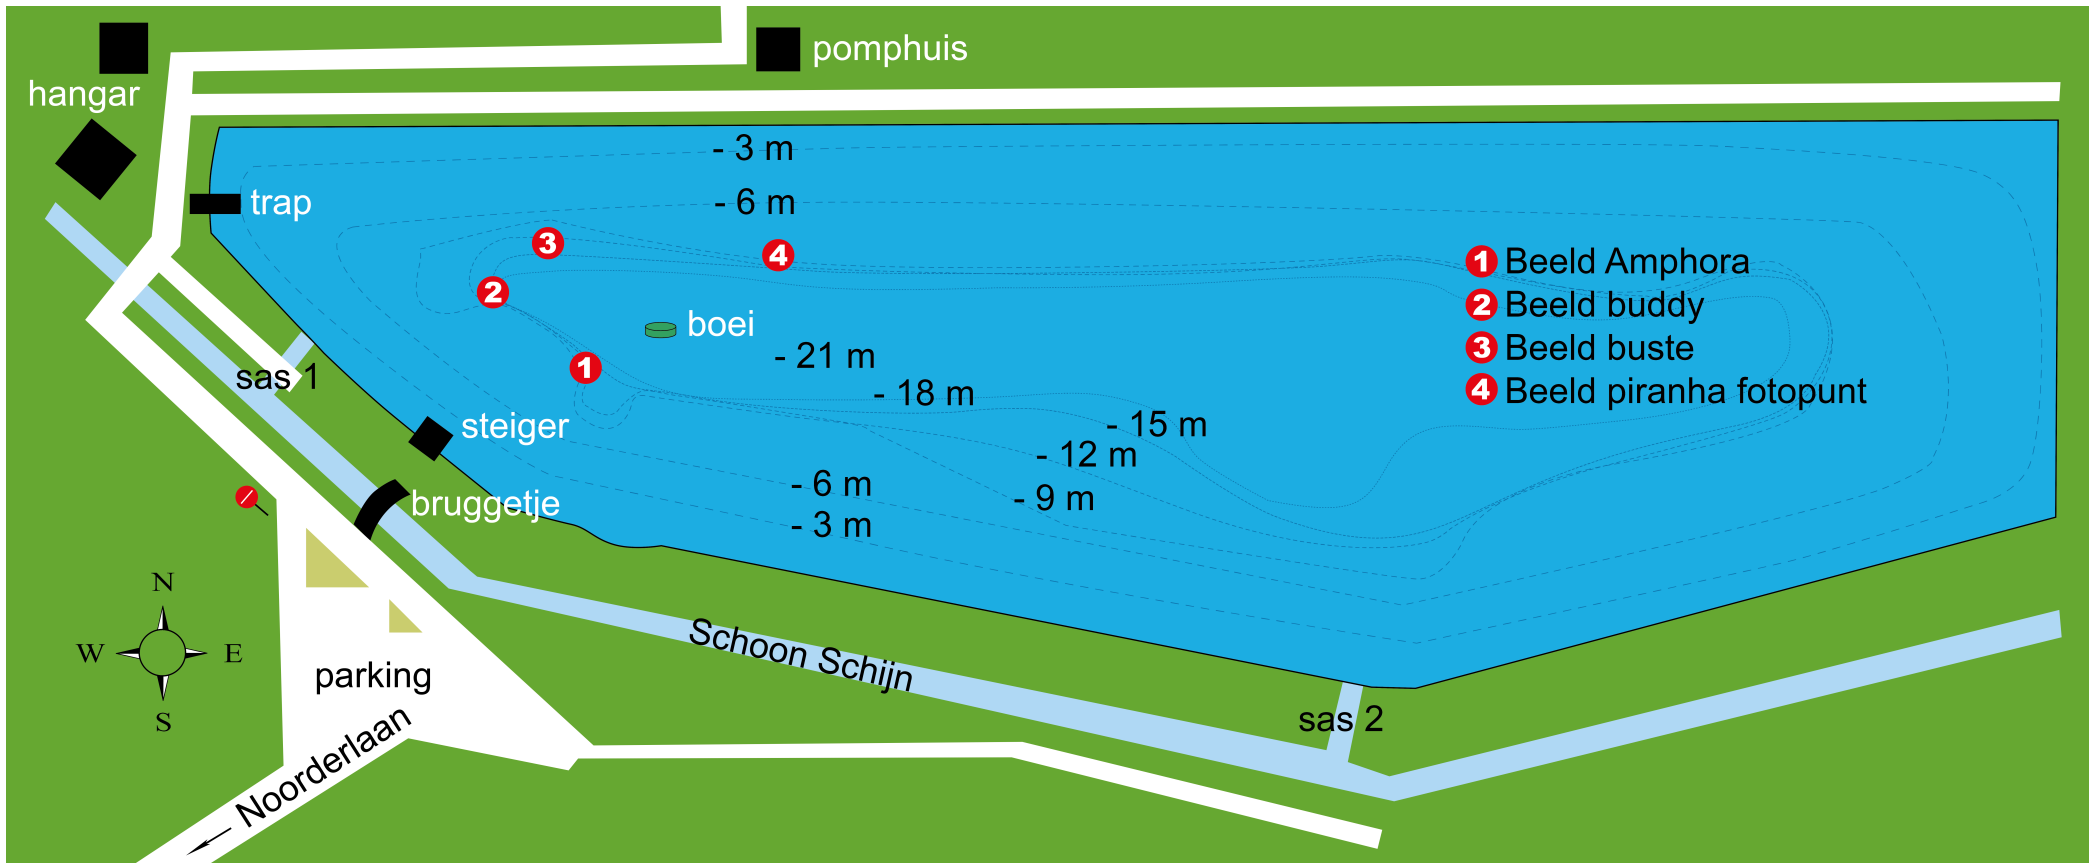 pomphuis
hangar
- 3 m
trap
- 6 m
3
4
1 Beeld Amphora
2
2 Beeld buddy
boei
3 Beeld buste
- 21 m
1
sas 1
4 Beeld piranha fotopunt
- 18 m
steiger
- 15 m
- 12 m
- 6 m
- 9 m
bruggetje
- 3 m
N
W
E
S
Schoon Schijn
parking
sas 2
Noorderlaan